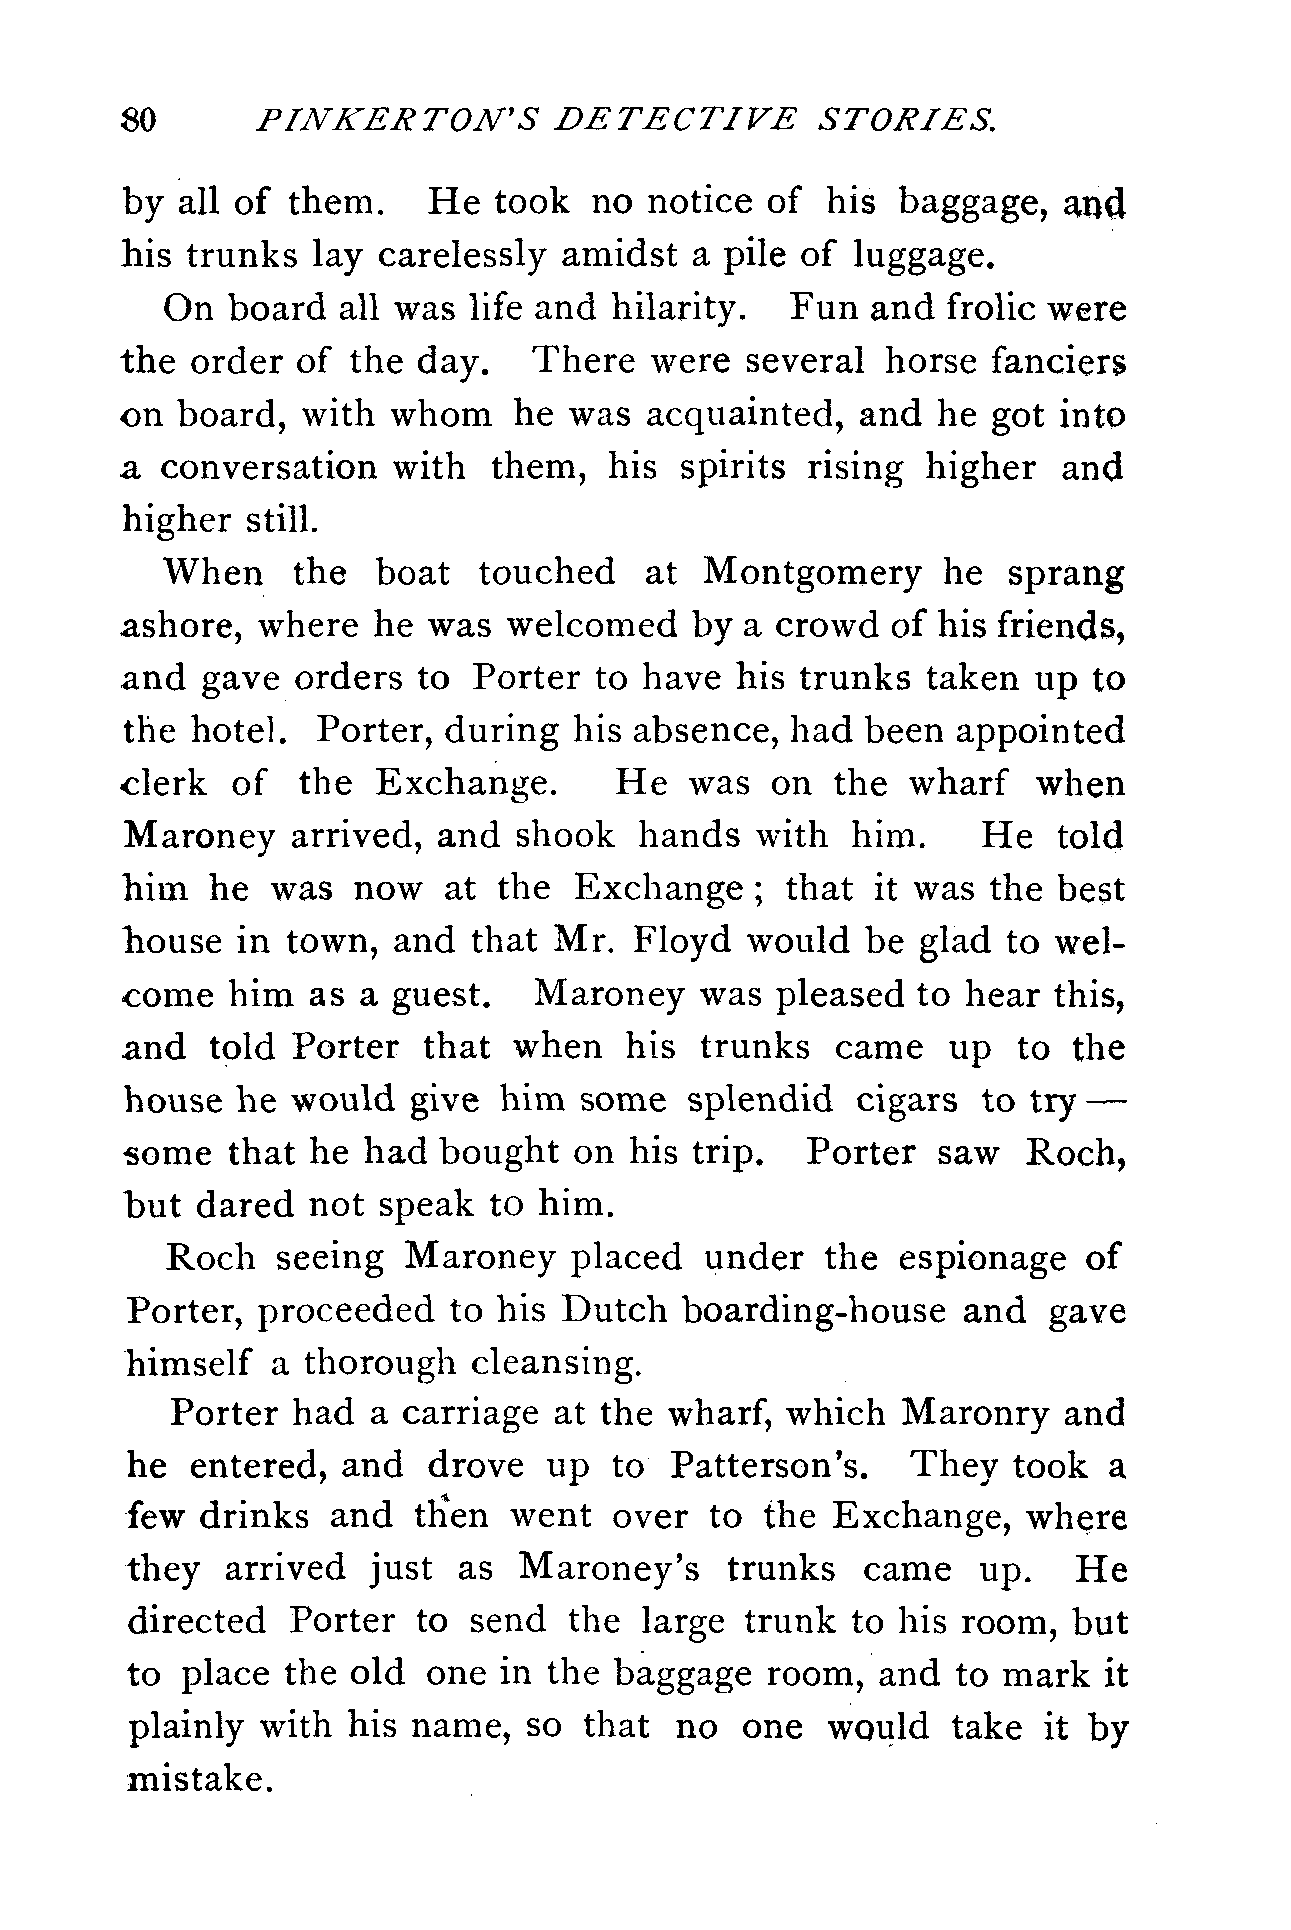 80 PINKERTON'S DETECTIVE STORIES.
by all of them. He took no notice of his baggage, and
his trunks lay carelessly amidst a pile of luggage.
On board all was life and hilarity. Fun and frolic were
the order of the day. There were several horse fanciers
on board, with whom he was acquainted, and he got into
a conversation with them, his spirits rising higher and
higher still.
When the boat touched at Montgomery he sprang
ashore, where he was welcomed by a crowd of his friends,
and gave orders to Porter to have his trunks taken up to
the hotel. Porter, during his absence, had been appointed
clerk of the Exchange. He was on the wharf when
Maroney arrived, and shook hands with him. He told
him he was now at the Exchange; that it was the best
house in town, and that Mr. Floyd would be glad to wel-
come him as a guest. Maroney was pleased to hear this,
and told Porter that when his trunks came up to the
house he would give him some splendid cigars to try —
some that he had bought on his trip. Porter saw Roch,
but dared not speak to him.
Roch seeing Maroney placed under the espionage of
Porter, proceeded to his Dutch boarding-house and gave
himself a thorough cleansing.
Porter had a carriage at the wharf, which Maronry and
he entered, and drove up to Patterson's. They took a
few drinks and then went over to the Exchange, where
they arrived just as Maroney's trunks came up. He
directed Porter to send the large trunk to his room, but
to place the old one in the baggage room, and to mark it
plainly with his name, so that no one would take it by
mistake.